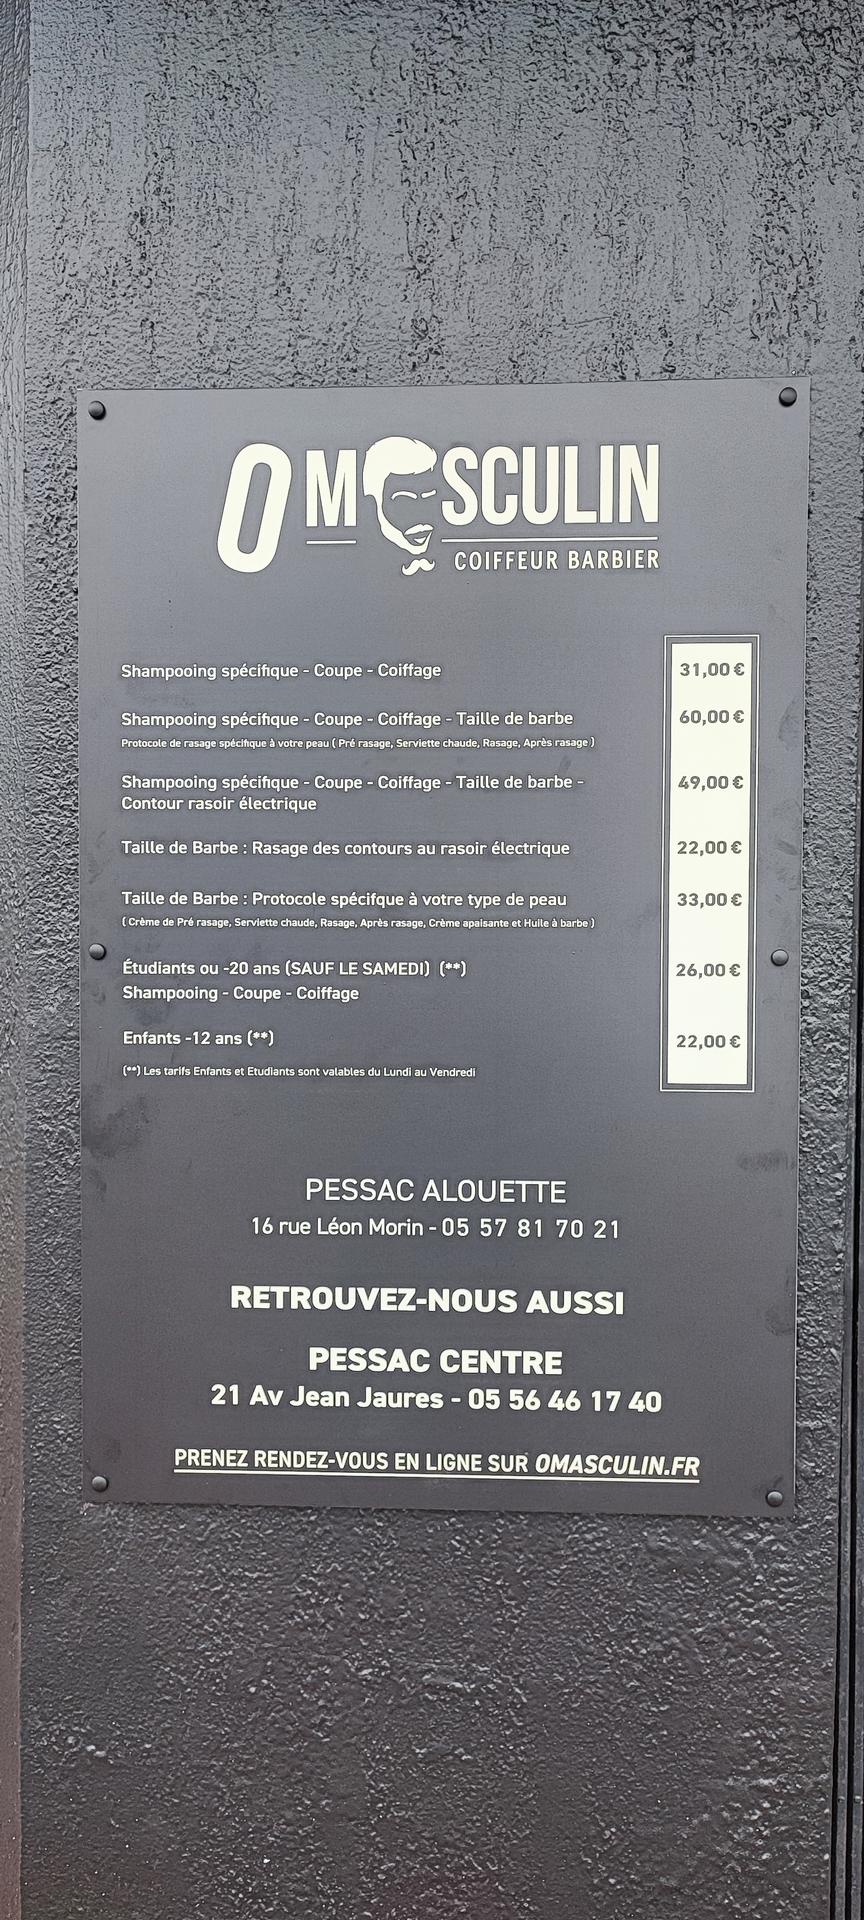 O MASCULIN
COIFFEUR BARBIER
Shampooing spécifique - Coupe - Coiffage 31,00 €
Shampooing spécifique - Coupe - Coiffage - Taille de barbe 60,00 €
Protocole de rasage spécifique à votre peau ( Pré rasage, Serviette chaude, Rasage, Après rasage )
Shampooing spécifique - Coupe - Coiffage - Taille de barbe - 49,00 €
Contour rasoir électrique
Taille de Barbe : Rasage des contours au rasoir électrique 22,00 €
Taille de Barbe : Protocole spécifque à votre type de peau 33,00 €
( Crème de Pré rasage, Serviette chaude, Rasage, Après rasage, Crème apaisante et Huile à barbe )
Étudiants ou -20 ans (SAUF LE SAMEDI) (**) 26,00 €
Shampooing - Coupe - Coiffage
Enfants -12 ans (**) 22,00 €
(**) Les tarifs Enfants et Etudiants sont valables du Lundi au Vendredi
PESSAC ALOUETTE
16 rue Léon Morin - 05 57 81 70 21
RETROUVEZ-NOUS AUSSI
PESSAC CENTRE
21 Av Jean Jaures - 05 56 46 17 40
PRENEZ RENDEZ-VOUS EN LIGNE SUR OMASCULIN.FR